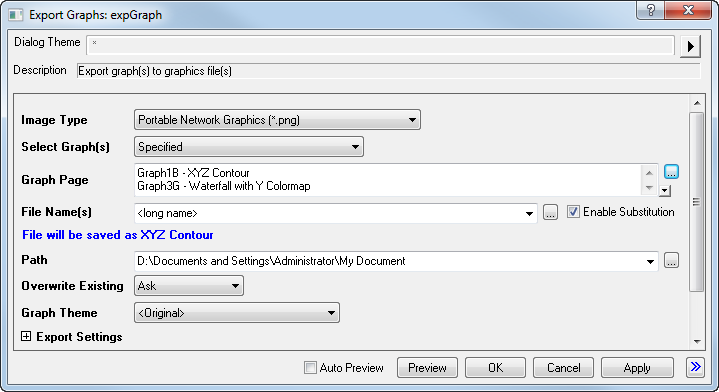 Export Graphs: expGraph
Dialog Theme *
Description Export graph(s) to graphics file(s)
Image Type Portable Network Graphics (*.png)
Select Graph(s) Specified
Graph Page Graph1B - XYZ Contour
Graph3G - Waterfall with Y Colormap
...
File Name(s) <long name> ... Enable Substitution
File will be saved as XYZ Contour
Path D:\Documents and Settings\Administrator\My Document ...
Overwrite Existing Ask
Graph Theme <Original>
Export Settings
Auto Preview Preview OK Cancel Apply